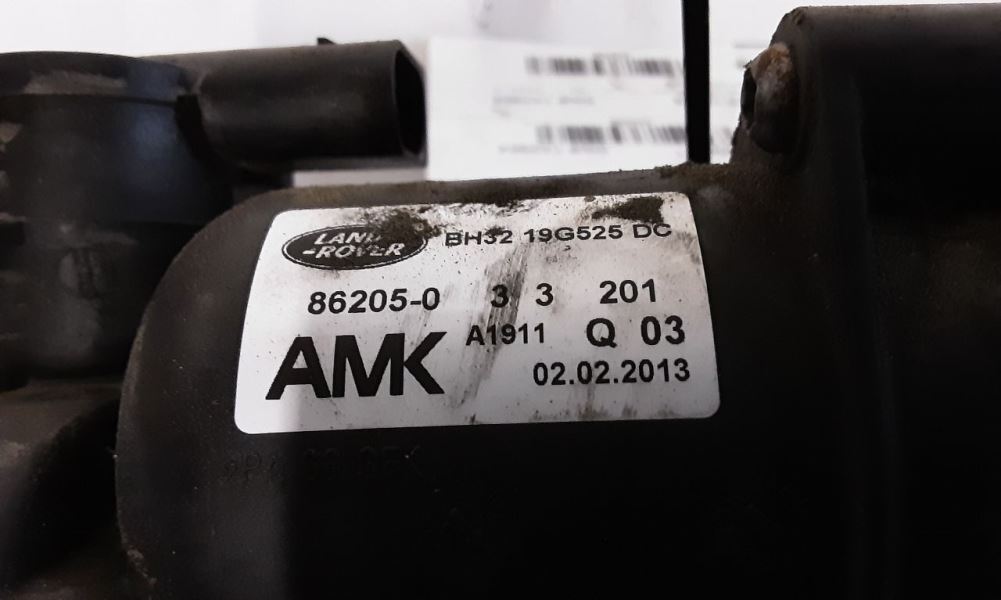 LAND
-ROVER
BH32 19G525 DC
86205-0 3 3 201
AMK A1911 Q 03
02.02.2013